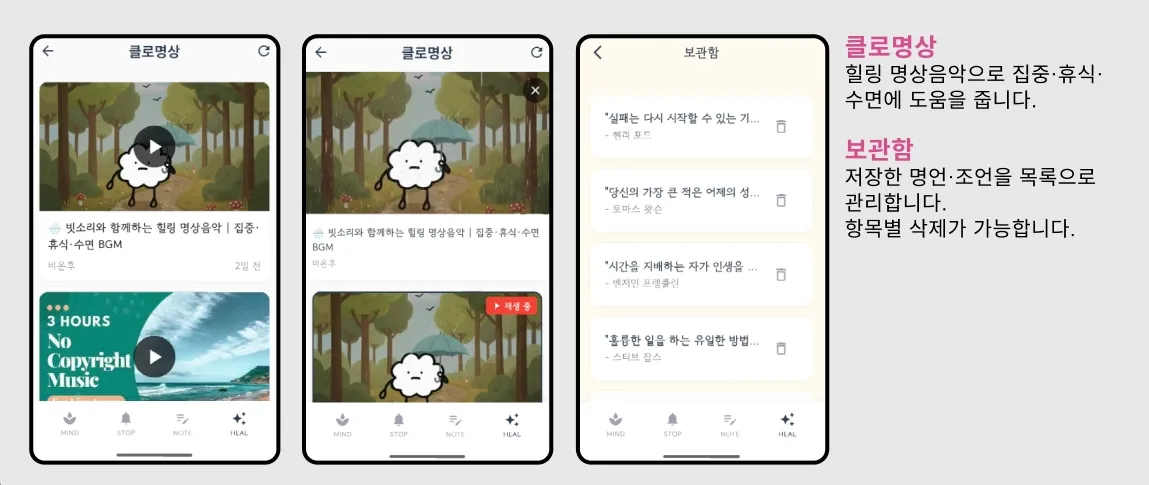 클로명상
빗소리와 함께하는 힐링 명상음악 | 집중·
휴식·수면 BGM
비온후
2일 전
3 HOURS
No
Copyright
Music
MIND
STOP
NOTE
HEAL
클로명상
빗소리와 함께하는 힐링 명상음악 | 집중·휴식·수면
BGM
비온후
재생 중
MIND
STOP
NOTE
HEAL
보관함
"실패는 다시 시작할 수 있는 기...
- 헨리 포드
"당신의 가장 큰 적은 어제의 성...
- 토마스 왓슨
"시간을 지배하는 자가 인생을 ...
- 벤저민 프랭클린
"훌륭한 일을 하는 유일한 방법...
- 스티브 잡스
MIND
STOP
NOTE
HEAL
클로명상
힐링 명상음악으로 집중·휴식·
수면에 도움을 줍니다.
보관함
저장한 명언·조언을 목록으로
관리합니다.
항목별 삭제가 가능합니다.